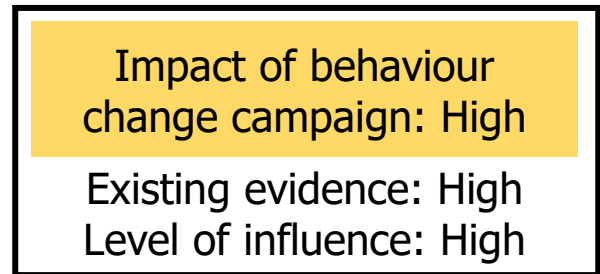 Impact of behaviour
change campaign: High
Existing evidence: High
Level of influence: High